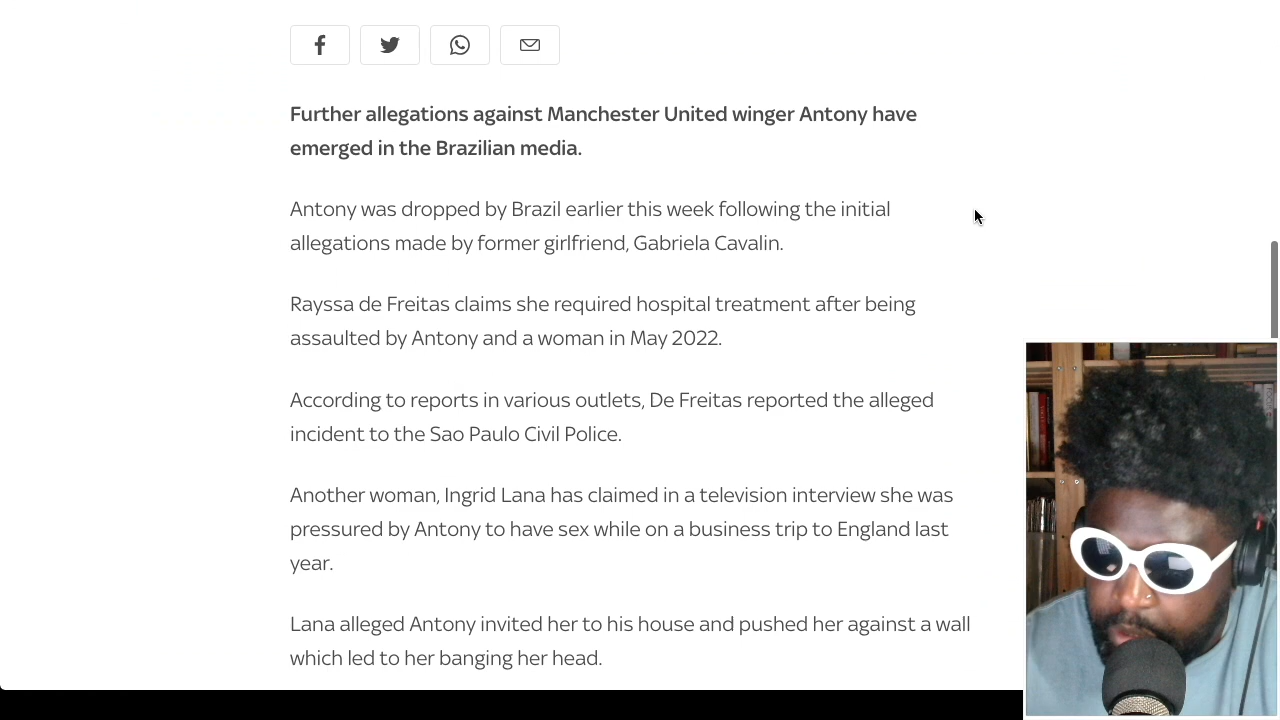 Further allegations against Manchester United winger Antony have
emerged in the Brazilian media.
Antony was dropped by Brazil earlier this week following the initial
allegations made by former girlfriend, Gabriela Cavalin.
Rayssa de Freitas claims she required hospital treatment after being
assaulted by Antony and a woman in May 2022.
According to reports in various outlets, De Freitas reported the alleged
incident to the Sao Paulo Civil Police.
Another woman, Ingrid Lana has claimed in a television interview she was
pressured by Antony to have sex while on a business trip to England last
year.
Lana alleged Antony invited her to his house and pushed her against a wall
which led to her banging her head.